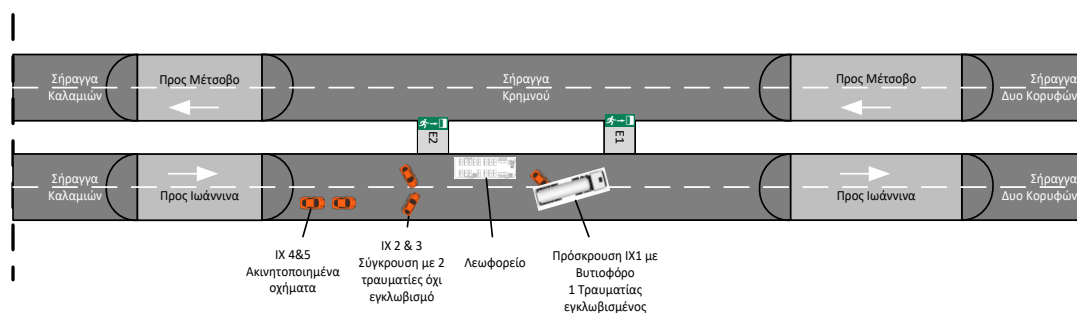 Σήραγγα
Καλαμιών
Προς Μέτσοβο
Σήραγγα
Κρημνού
Προς Μέτσοβο
Σήραγγα
Δυο Κορυφών
E2
E1
Σήραγγα
Καλαμιών
Προς Ιωάννινα
Προς Ιωάννινα
Σήραγγα
Δυο Κορυφών
ΙΧ 4&5
Ακινητοποιημένα
οχήματα
ΙΧ 2 & 3
Σύγκρουση με 2
τραυματίες όχι
εγκλωβισμό
Λεωφορείο
Πρόσκρουση ΙΧ1 με
Βυτιοφόρο
1 Τραυματίας
εγκλωβισμένος